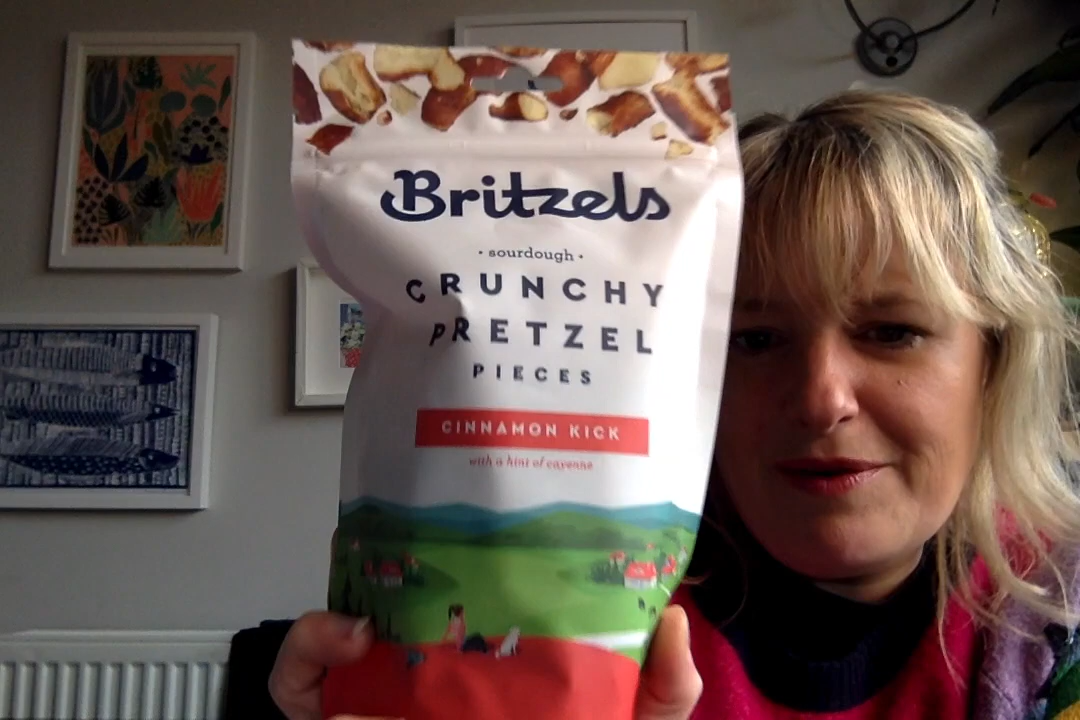 Britzels
• sourdough •
CRUNCHY
PRETZEL
PIECES
CINNAMON KICK
with a hint of cayenne